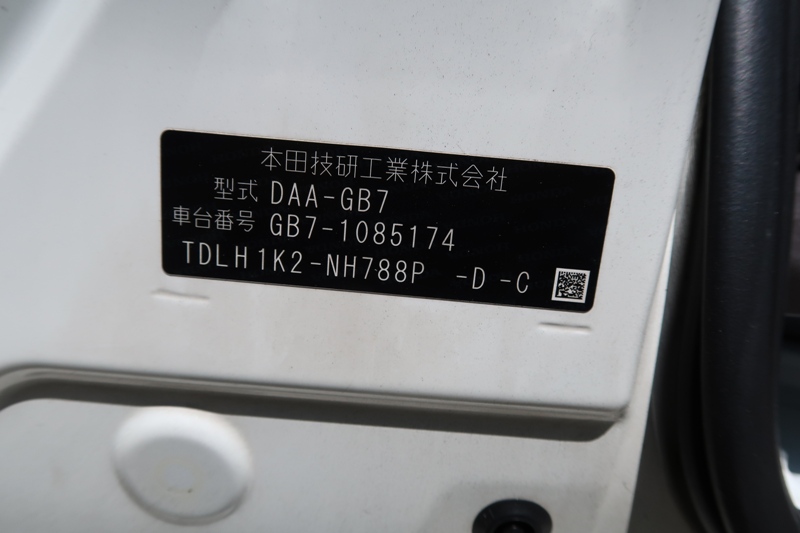 本田技研工業株式会社
型式 DAA-GB7
車台番号 GB7-1085174
TDLH1K2-NH788P -D -C